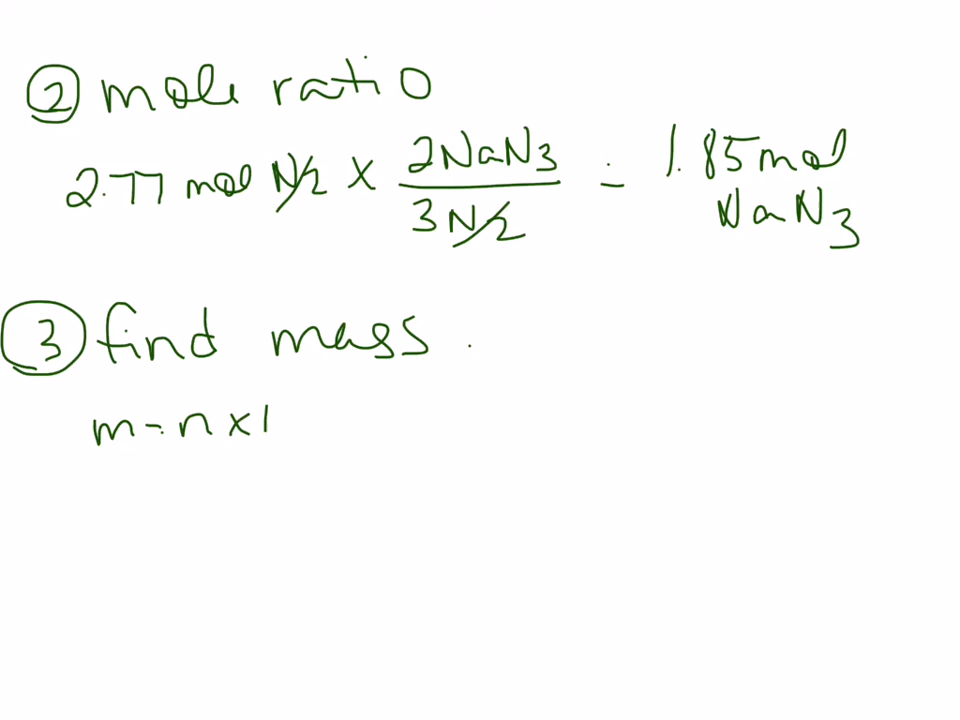 ② mole ratio
2.77 mol N2 × 2NaN3 / 3N2 = 1.85 mol NaN3
③ find mass.
m = n × l